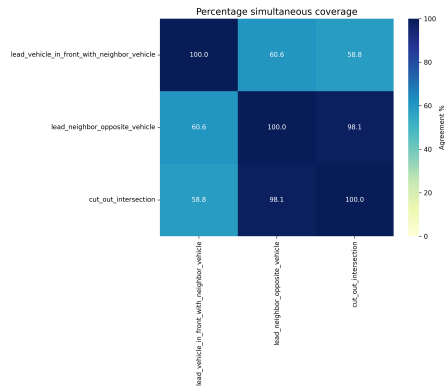 Percentage simultaneous coverage
lead_vehicle_in_front_with_neighbor_vehicle
100.0 60.6 58.8
lead_neighbor_opposite_vehicle
60.6 100.0 98.1
cut_out_intersection
58.8 98.1 100.0
lead_vehicle_in_front_with_neighbor_vehicle
lead_neighbor_opposite_vehicle
cut_out_intersection
100
80
60
40
20
0
Agreement %